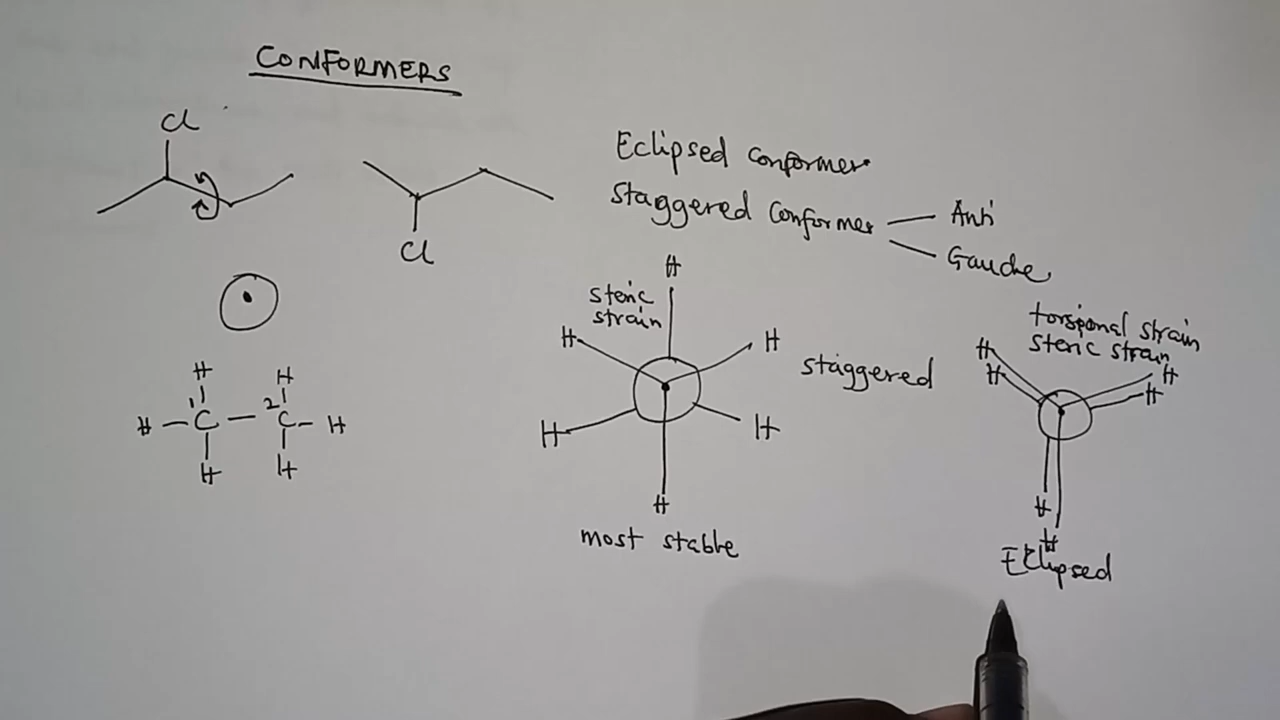 CONFORMERS
Cl
Cl
Eclipsed conformer
Staggered Conformer
Anti
Gauche
H
steric
strain
H
H
staggered
H
H
H
most stable
torsional strain
steric strain
H
H
H
H
H
H
Eclipsed
H H
1 2
H C C H
H H